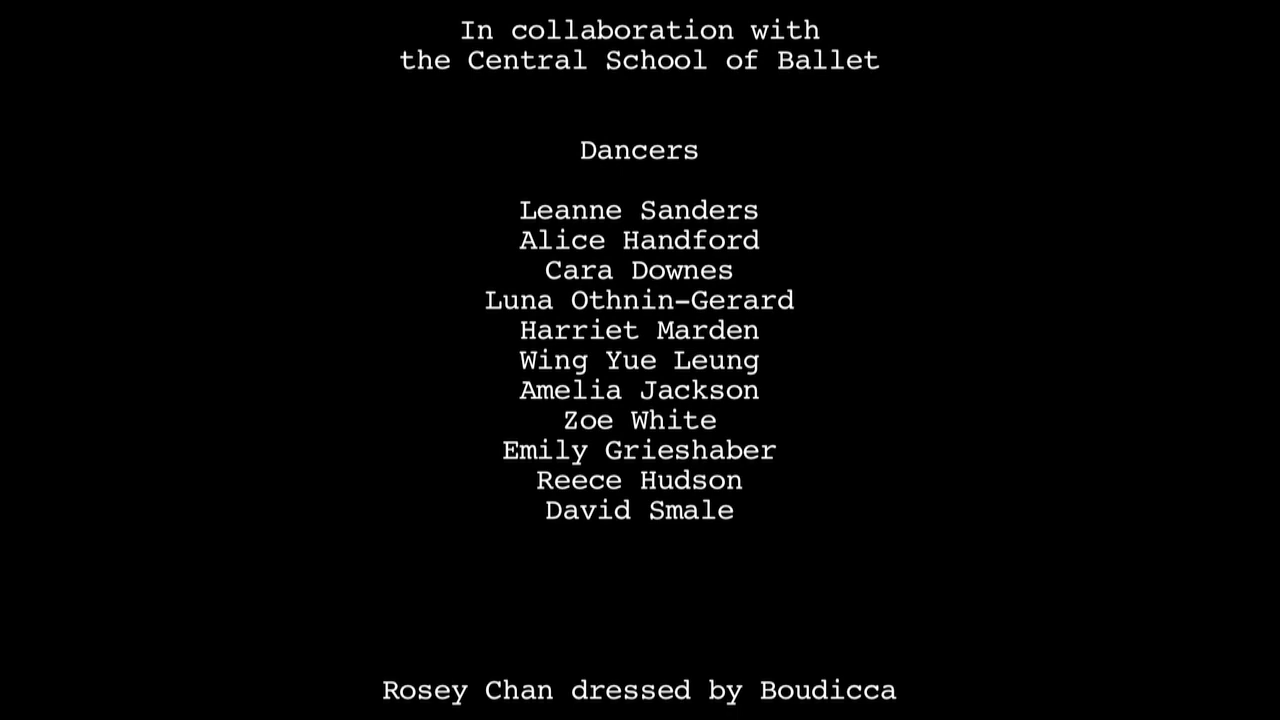 In collaboration with
the Central School of Ballet
Dancers
Leanne Sanders
Alice Handford
Cara Downes
Luna Othnin-Gerard
Harriet Marden
Wing Yue Leung
Amelia Jackson
Zoe White
Emily Grieshaber
Reece Hudson
David Smale
Rosey Chan dressed by Boudicca